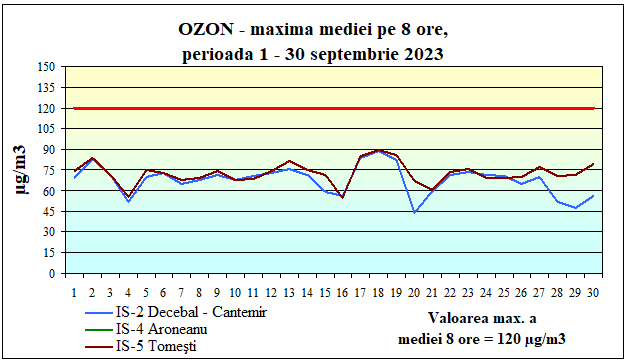 OZON - maxima mediei pe 8 ore,
perioada 1 - 30 septembrie 2023
µg/m3
150
135
120
105
90
75
60
45
30
15
0
1 2 3 4 5 6 7 8 9 10 11 12 13 14 15 16 17 18 19 20 21 22 23 24 25 26 27 28 29 30
IS-2 Decebal - Cantemir
IS-4 Aroneanu
IS-5 Tomeşti
Valoarea max. a
mediei 8 ore = 120 µg/m3